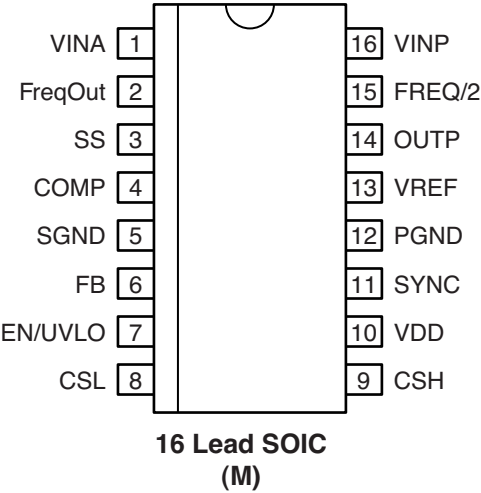 VINA 1 16 VINP
FreqOut 2 15 FREQ/2
SS 3 14 OUTP
COMP 4 13 VREF
SGND 5 12 PGND
FB 6 11 SYNC
EN/UVLO 7 10 VDD
CSL 8 9 CSH
16 Lead SOIC
(M)